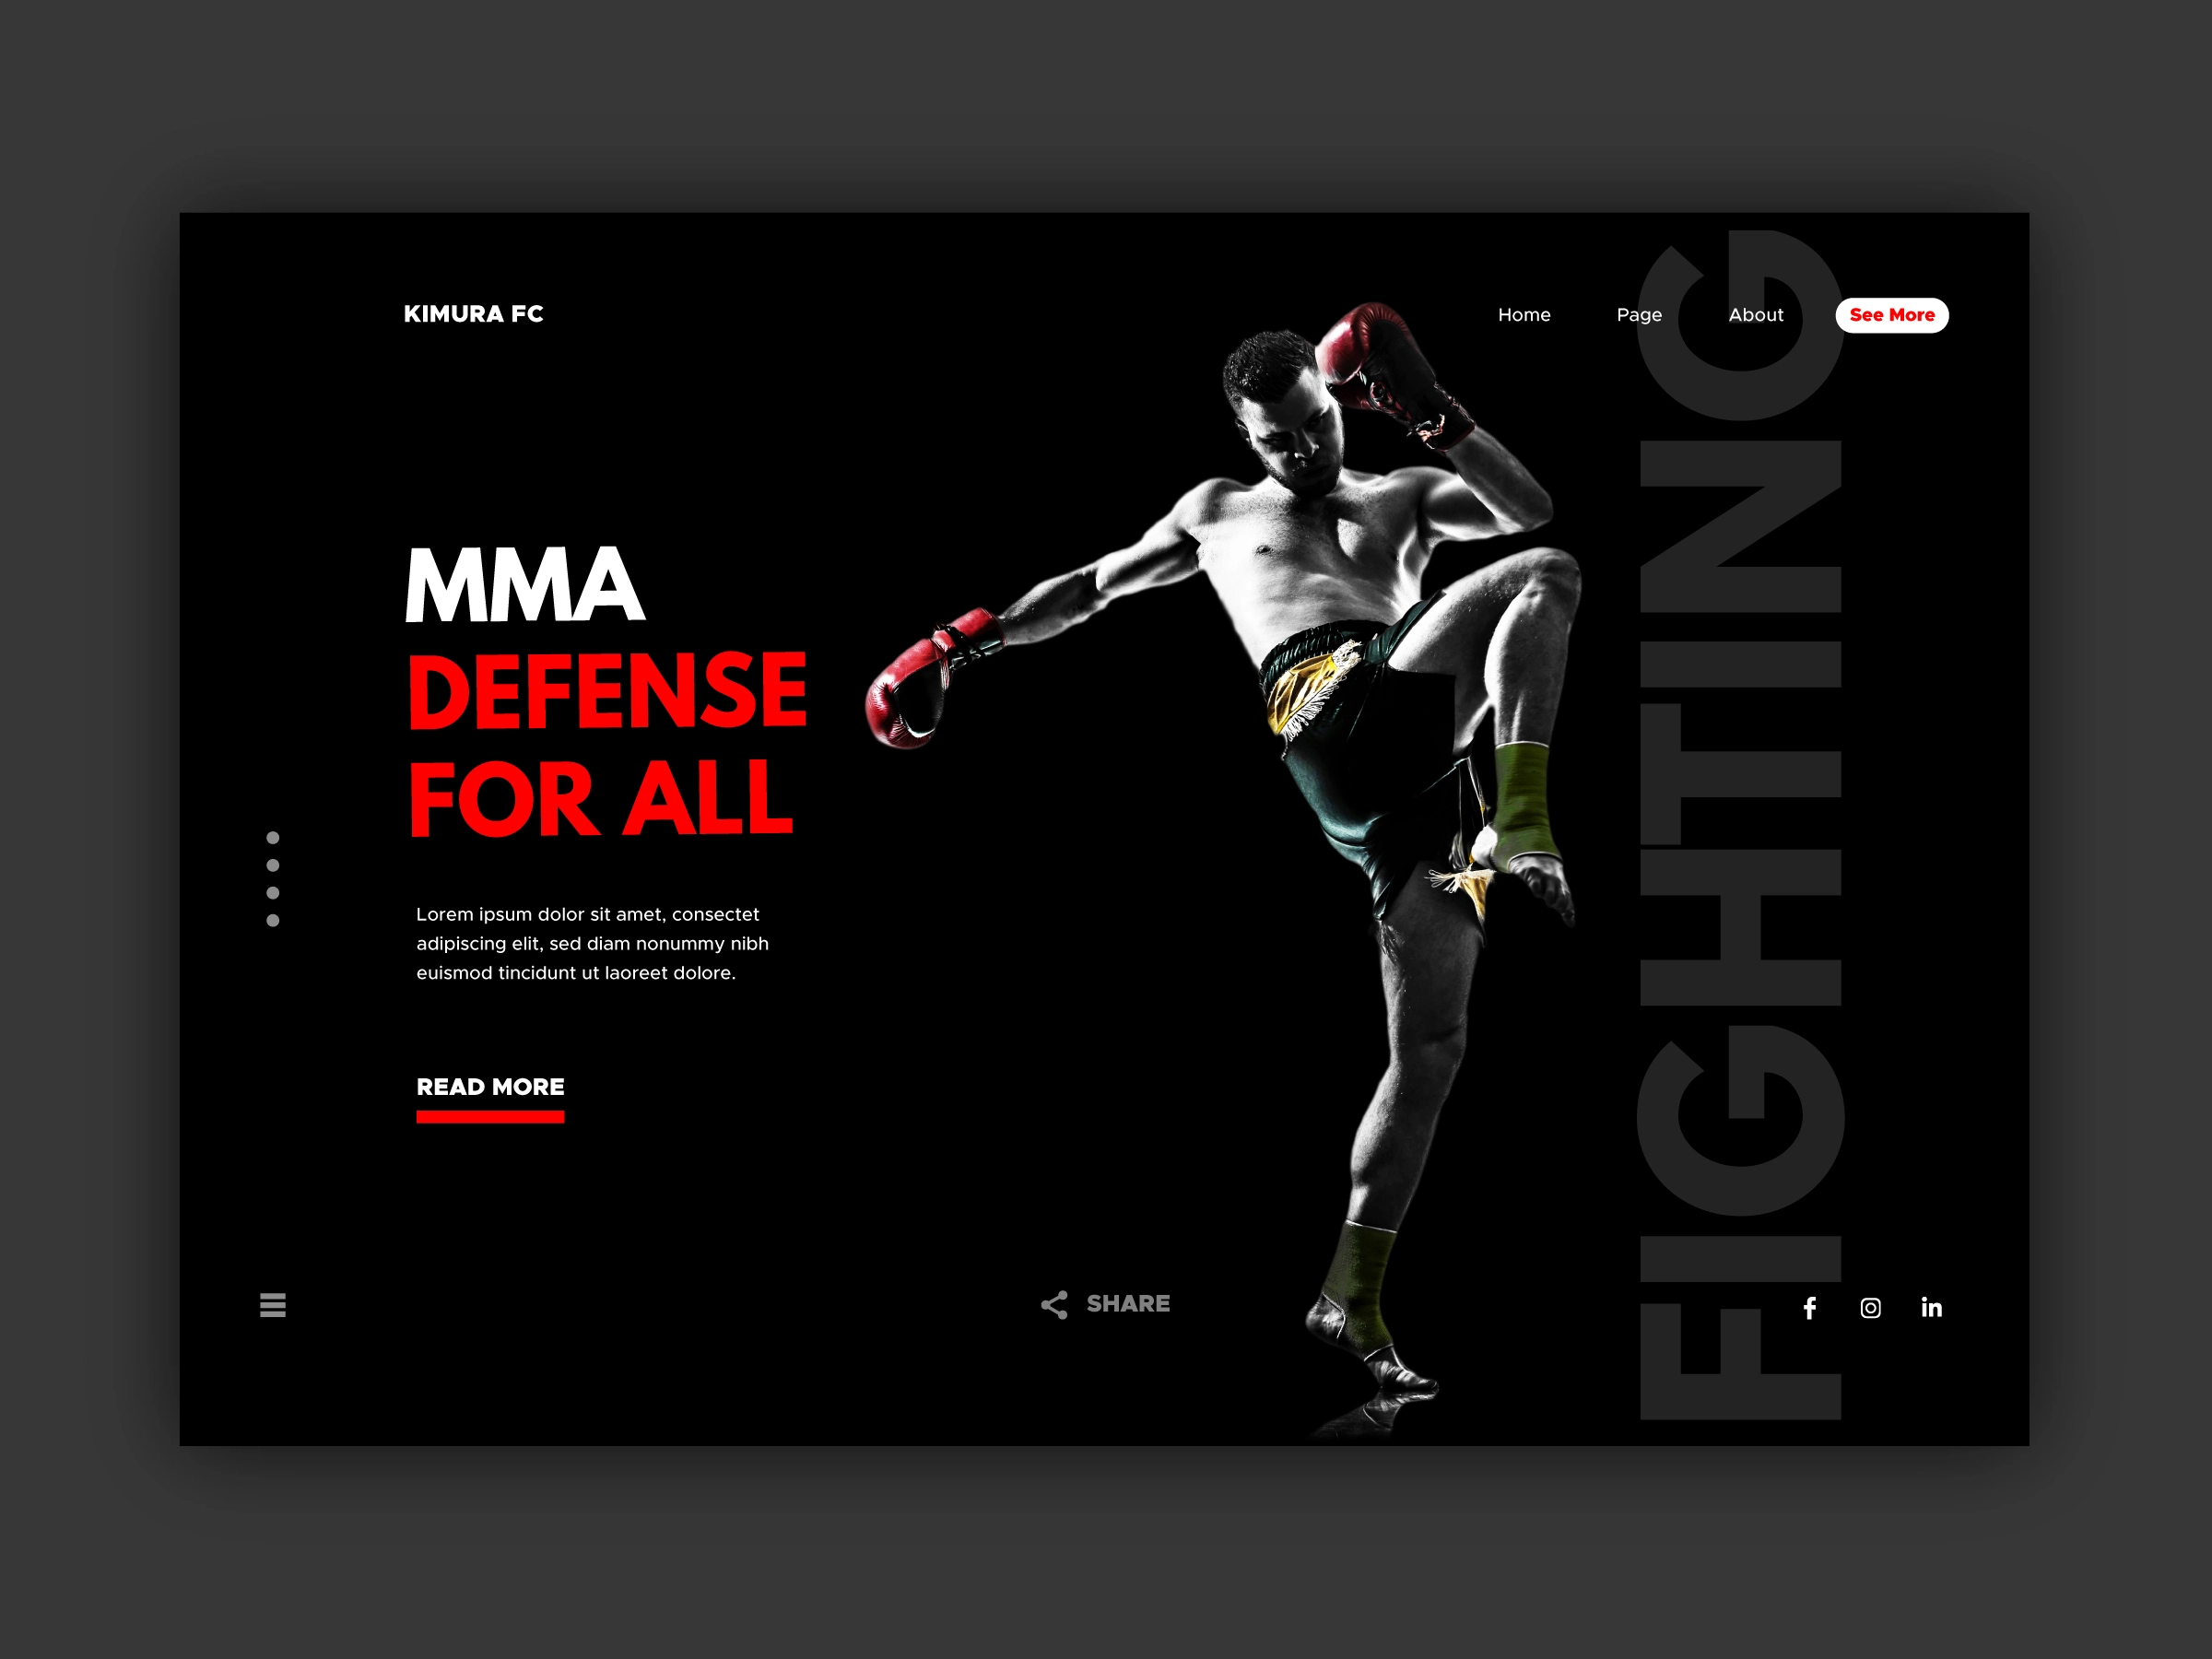 KIMURA FC
Home
Page
About
See More
MMA
DEFENSE
FOR ALL
Lorem ipsum dolor sit amet, consectet
adipiscing elit, sed diam nonummy nibh
euismod tincidunt ut laoreet dolore.
READ MORE
SHARE
FIGHTING